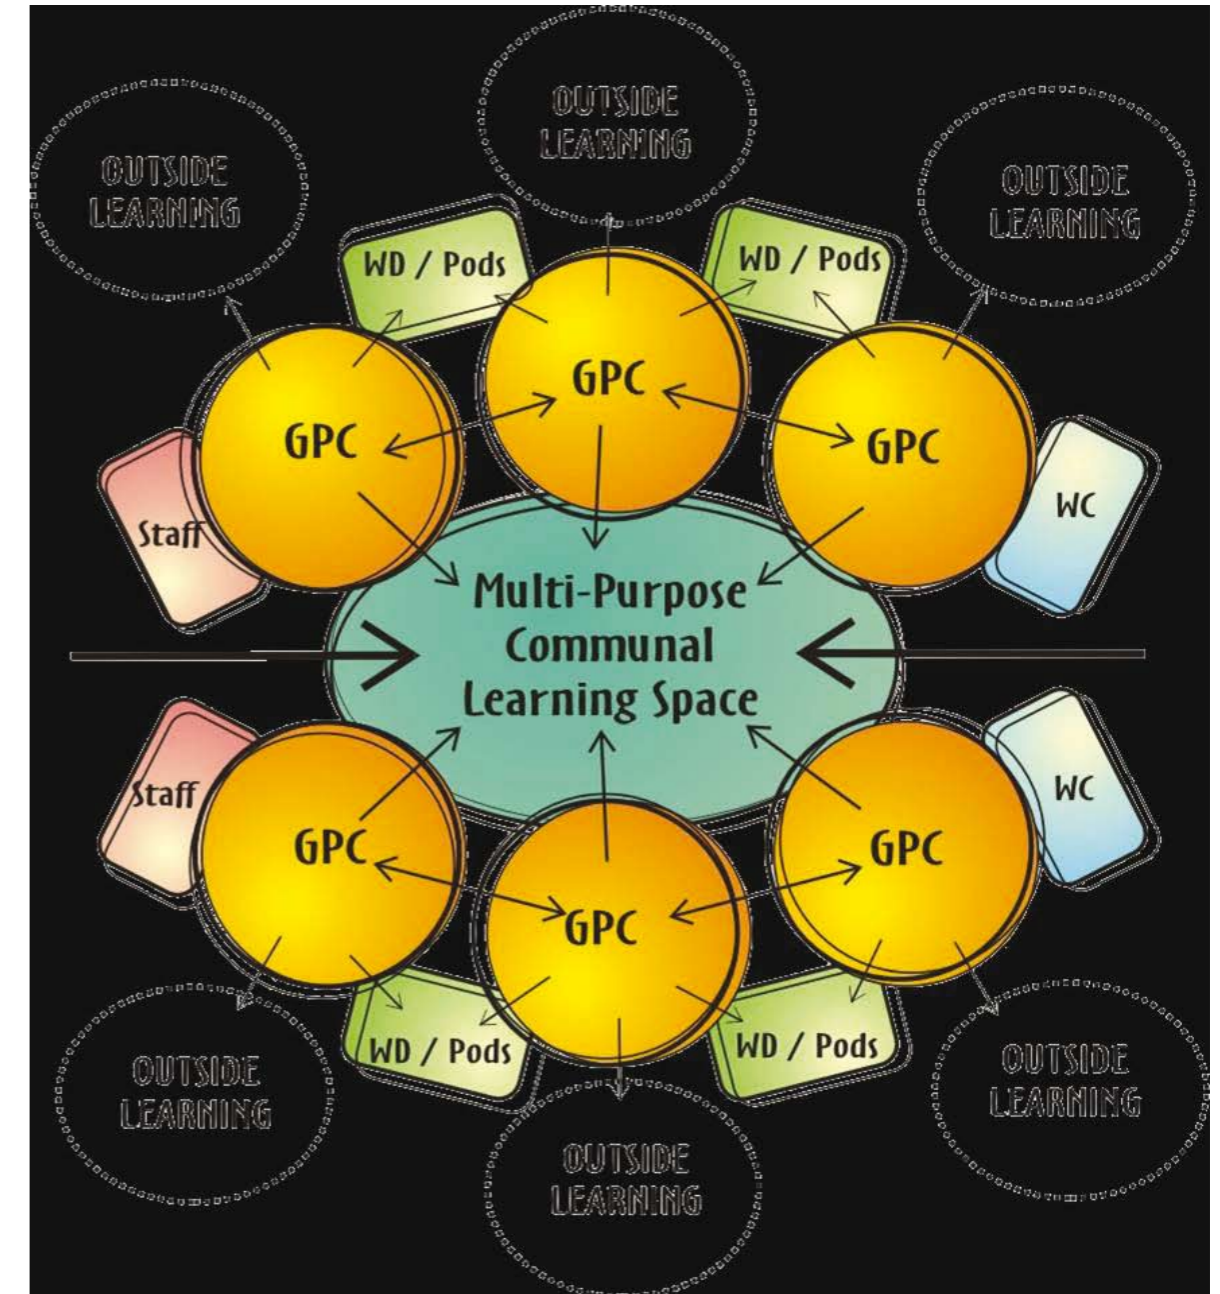 OUTSIDE
LEARNING
OUTSIDE
LEARNING
OUTSIDE
LEARNING
WD / Pods
WD / Pods
GPC
GPC
GPC
Staff
WC
Multi-Purpose
Communal
Learning Space
Staff
WC
GPC
GPC
GPC
WD / Pods
WD / Pods
OUTSIDE
LEARNING
OUTSIDE
LEARNING
OUTSIDE
LEARNING